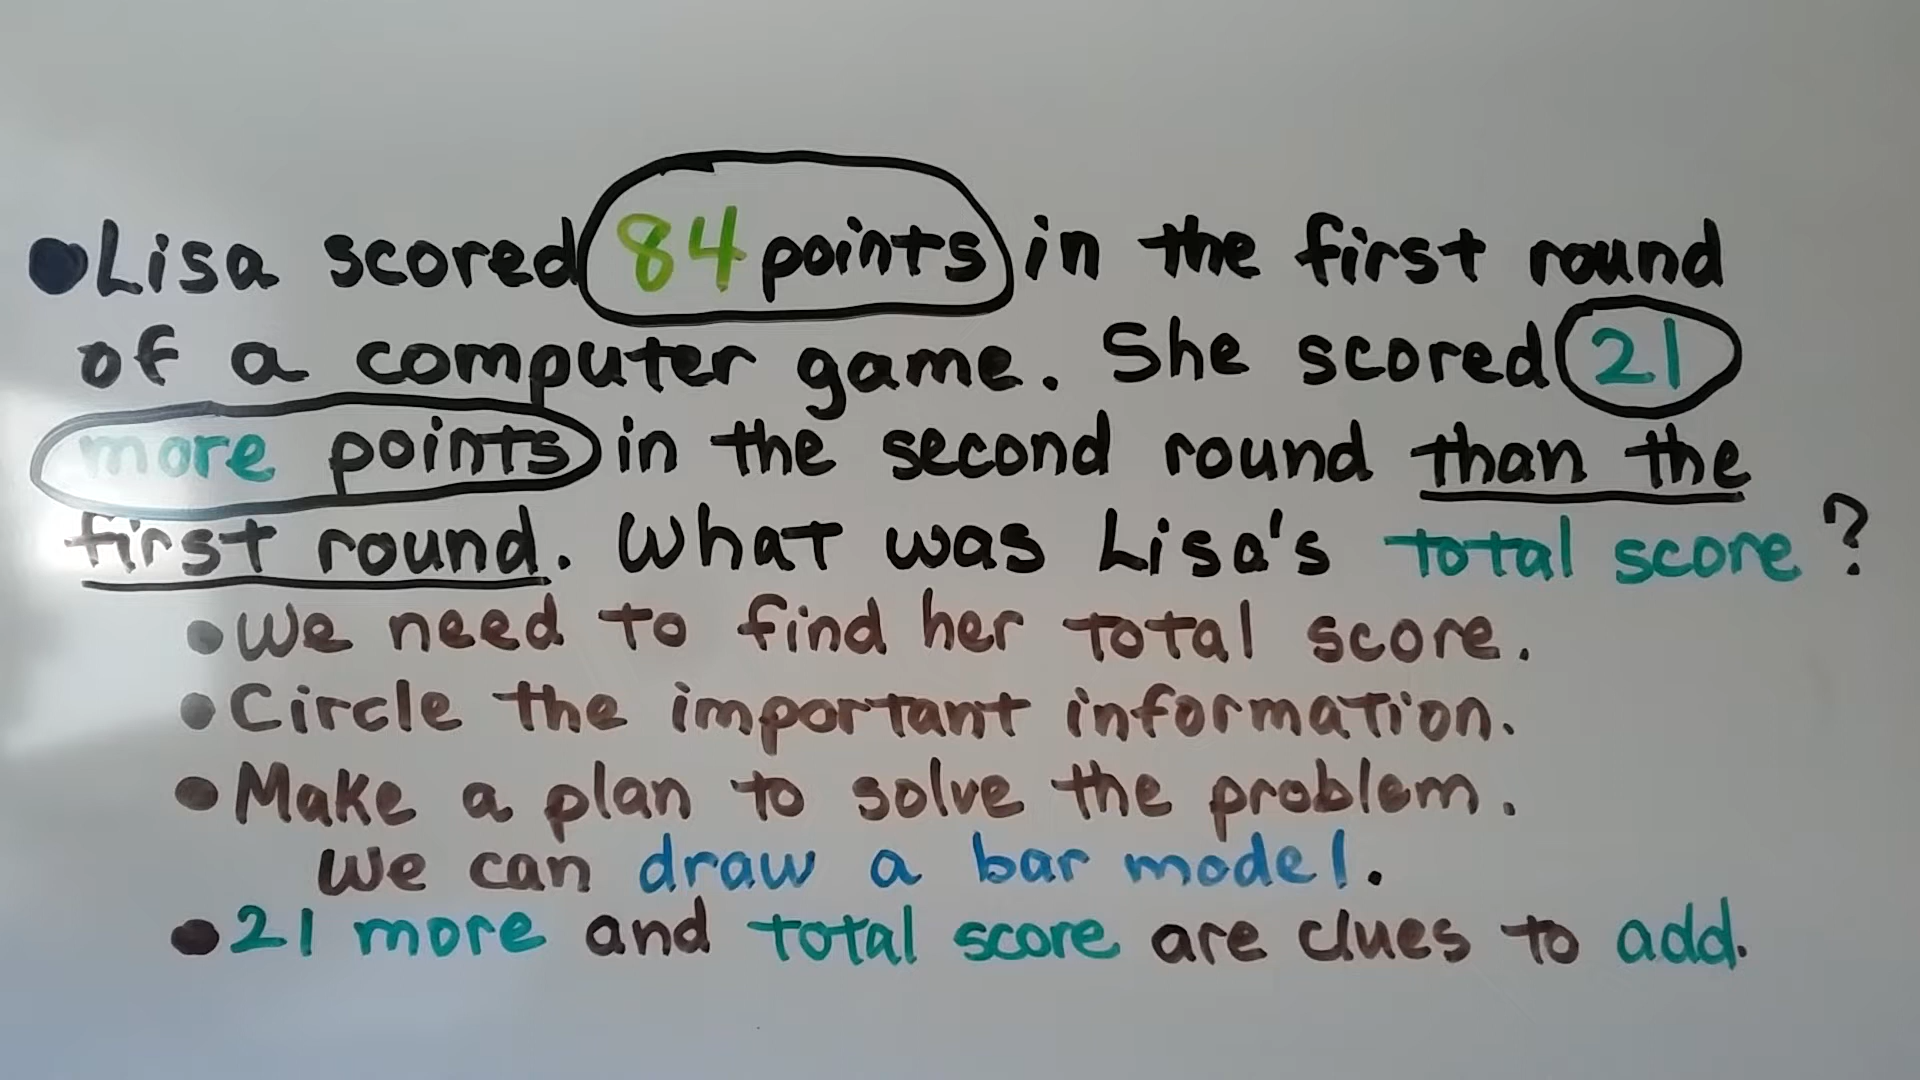 •Lisa scored 84 points in the first round
of a computer game. She scored 21
more points in the second round than the
first round. What was Lisa's total score?
•We need to find her total score.
•Circle the important information.
•Make a plan to solve the problem.
We can draw a bar model.
•21 more and total score are clues to add.